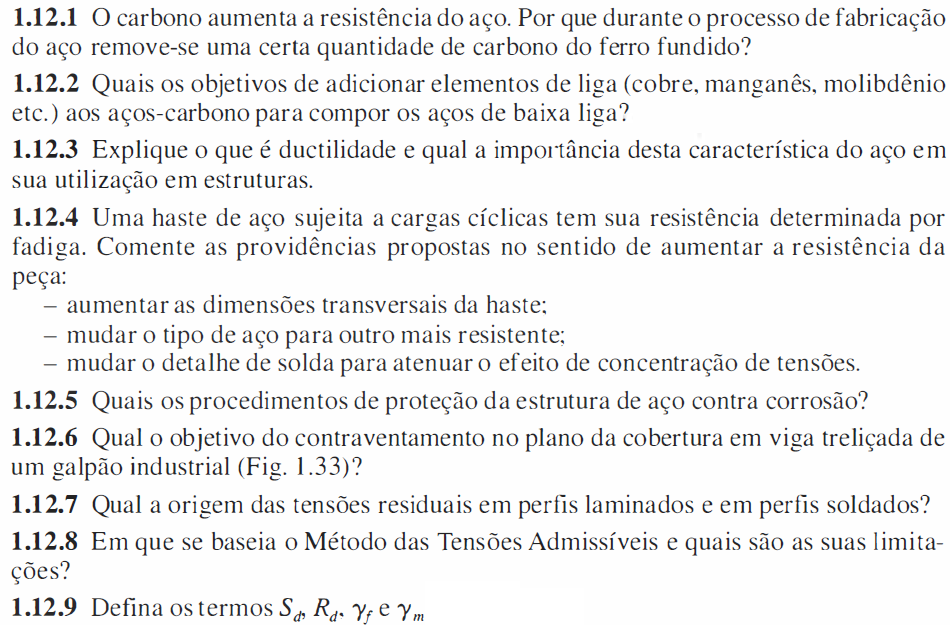 1.12.1 O carbono aumenta a resistência do aço. Por que durante o processo de fabricação
do aço remove-se uma certa quantidade de carbono do ferro fundido?
1.12.2 Quais os objetivos de adicionar elementos de liga (cobre, manganês, molibdênio
etc.) aos aços-carbono para compor os aços de baixa liga?
1.12.3 Explique o que é ductilidade e qual a importância desta característica do aço em
sua utilização em estruturas.
1.12.4 Uma haste de aço sujeita a cargas cíclicas tem sua resistência determinada por
fadiga. Comente as providências propostas no sentido de aumentar a resistência da
peça:
– aumentar as dimensões transversais da haste;
– mudar o tipo de aço para outro mais resistente;
– mudar o detalhe de solda para atenuar o efeito de concentração de tensões.
1.12.5 Quais os procedimentos de proteção da estrutura de aço contra corrosão?
1.12.6 Qual o objetivo do contraventamento no plano da cobertura em viga treliçada de
um galpão industrial (Fig. 1.33)?
1.12.7 Qual a origem das tensões residuais em perfis laminados e em perfis soldados?
1.12.8 Em que se baseia o Método das Tensões Admissíveis e quais são as suas limita-
ções?
1.12.9 Defina os termos S_d, R_d, γ_f e γ_m